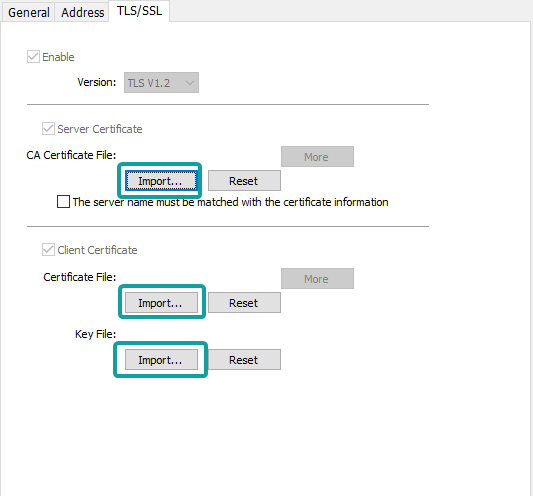 General Address TLS/SSL
Enable
Version: TLS V1.2
Server Certificate
CA Certificate File: More
Import... Reset
The server name must be matched with the certificate information
Client Certificate
Certificate File: More
Import... Reset
Key File:
Import... Reset